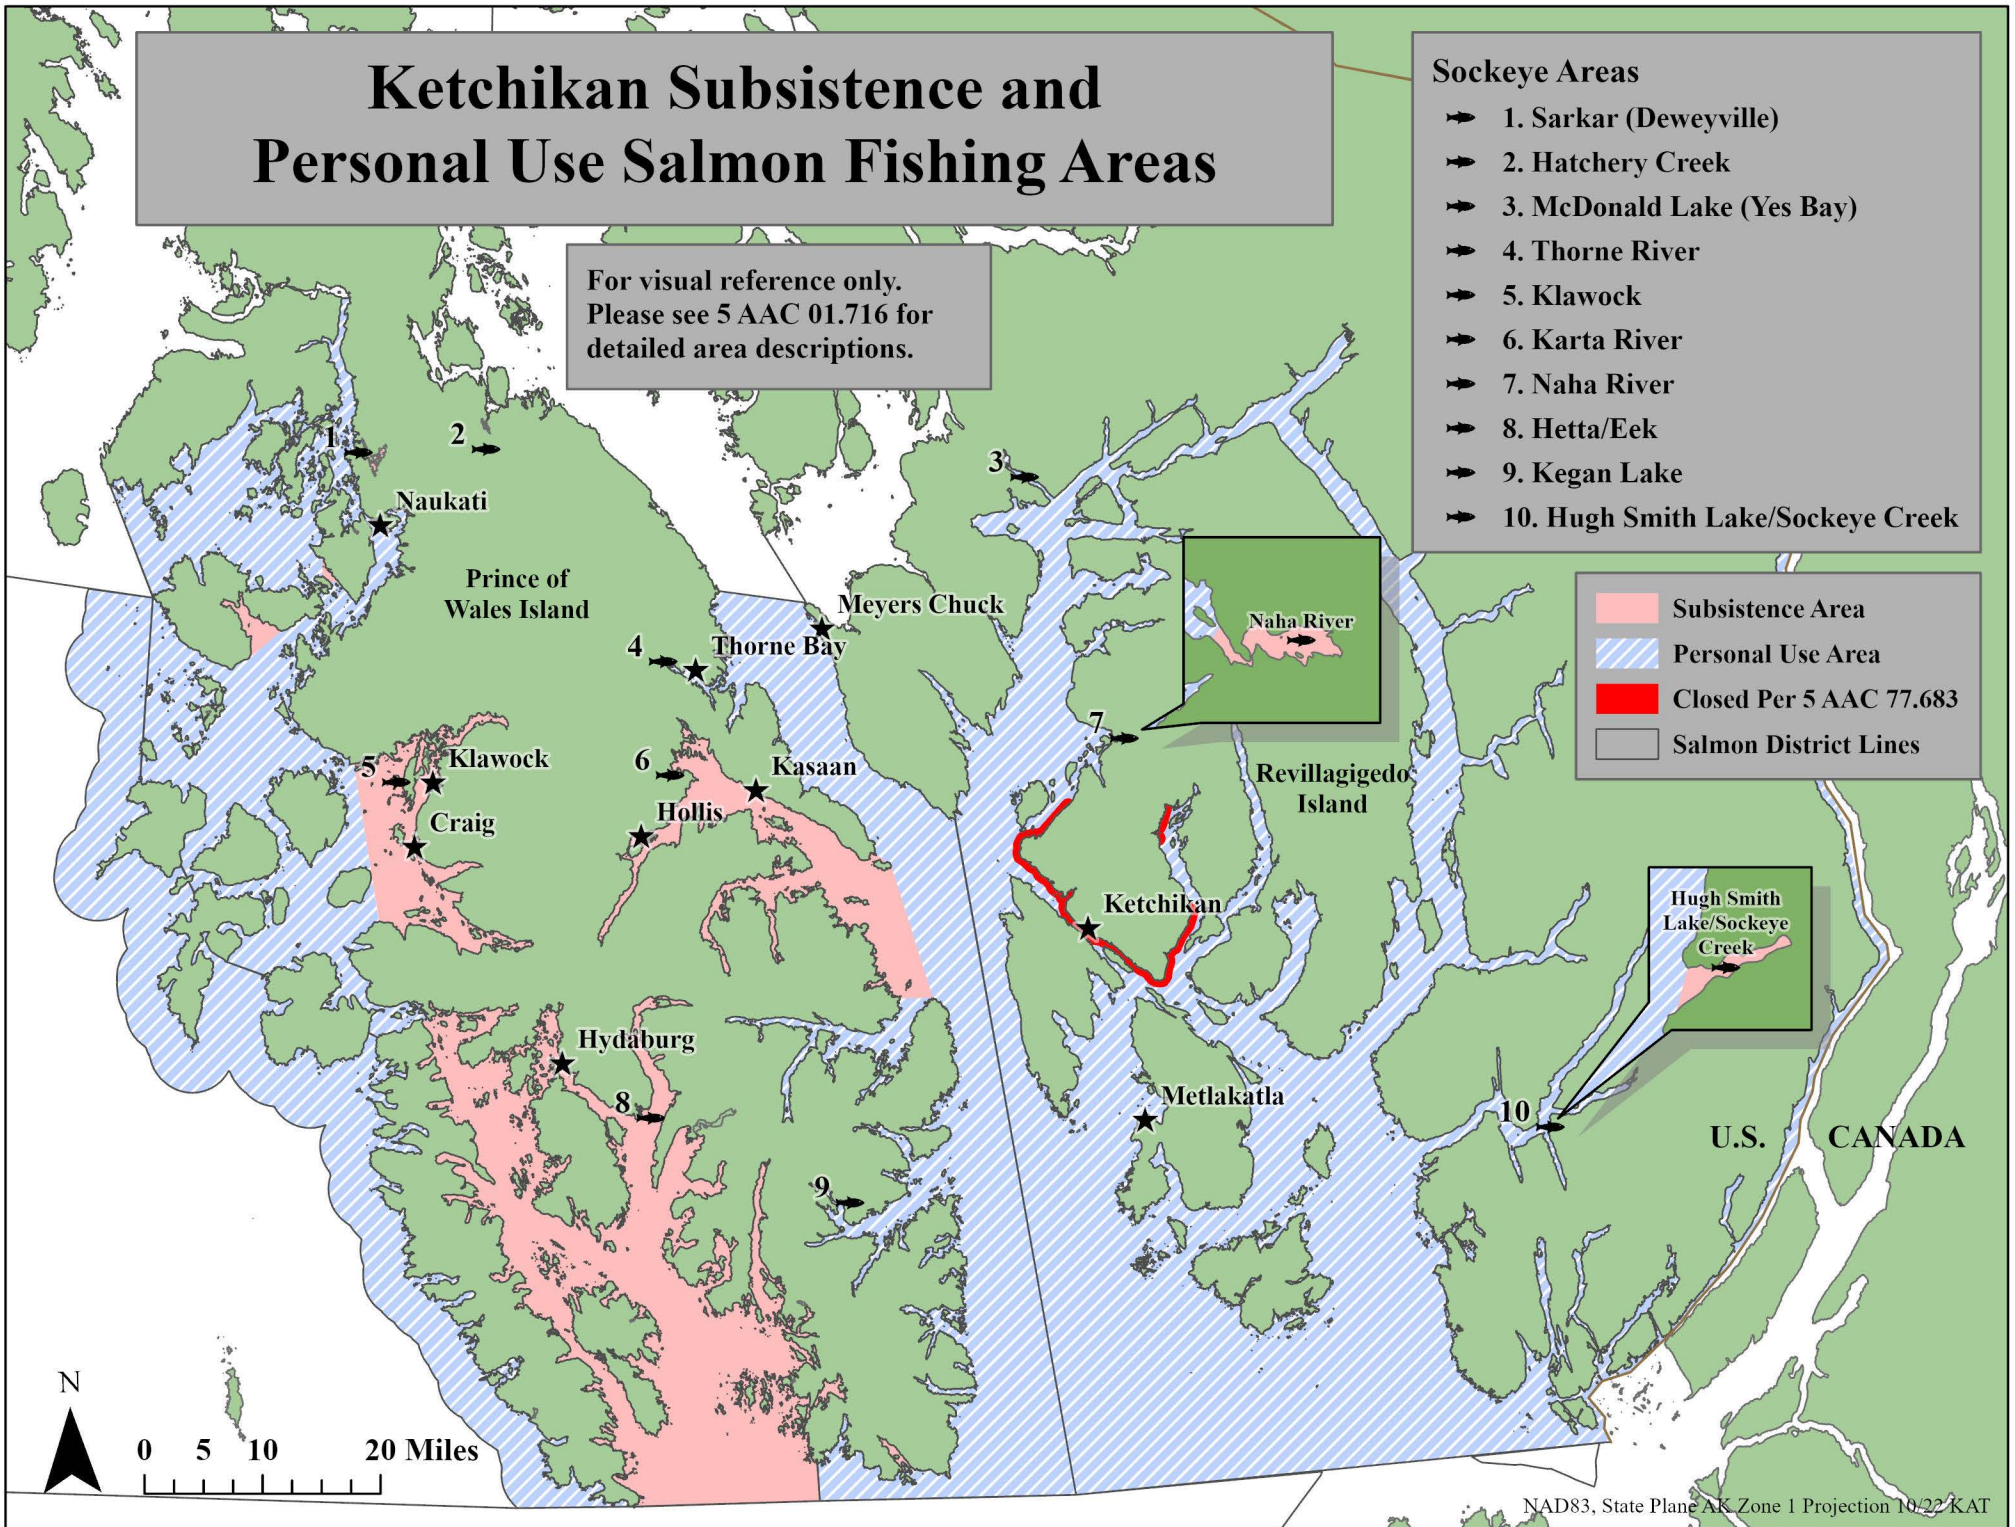 Ketchikan Subsistence and
Personal Use Salmon Fishing Areas
For visual reference only.
Please see 5 AAC 01.716 for
detailed area descriptions.
Sockeye Areas
1. Sarkar (Deweyville)
2. Hatchery Creek
3. McDonald Lake (Yes Bay)
4. Thorne River
5. Klawock
6. Karta River
7. Naha River
8. Hetta/Eek
9. Kegan Lake
10. Hugh Smith Lake/Sockeye Creek
Subsistence Area
Personal Use Area
Closed Per 5 AAC 77.683
Salmon District Lines
1
2
3
Naukati
Prince of
Wales Island
Meyers Chuck
Naha River
4
Thorne Bay
7
5
Klawock
6
Kasaan
Revillagigedo
Island
Craig
Hollis
Ketchikan
Hugh Smith
Lake/Sockeye
Creek
Hydaburg
8
Metlakatla
10
U.S.
CANADA
9
N
0 5 10 20 Miles
NAD83, State Plane AK Zone 1 Projection 10/22 KAT